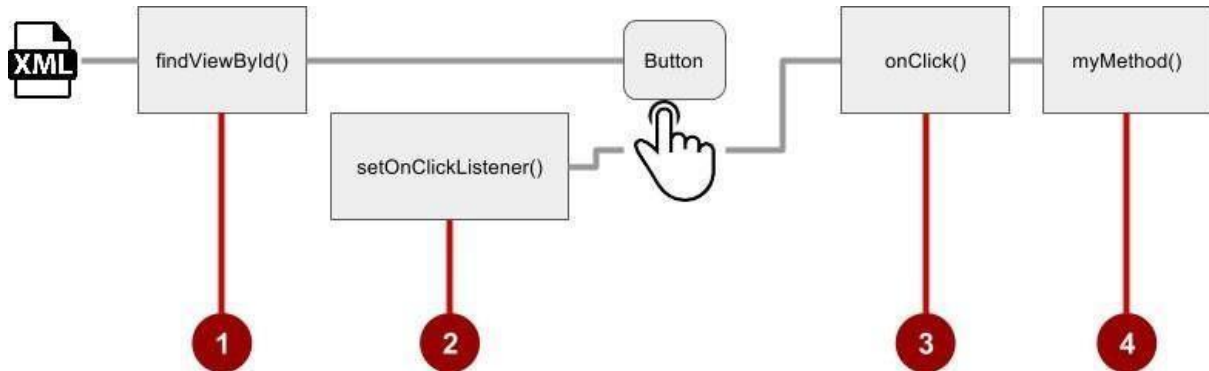 XML
findViewById()
Button
onClick()
myMethod()
setOnClickListener()
1
2
3
4